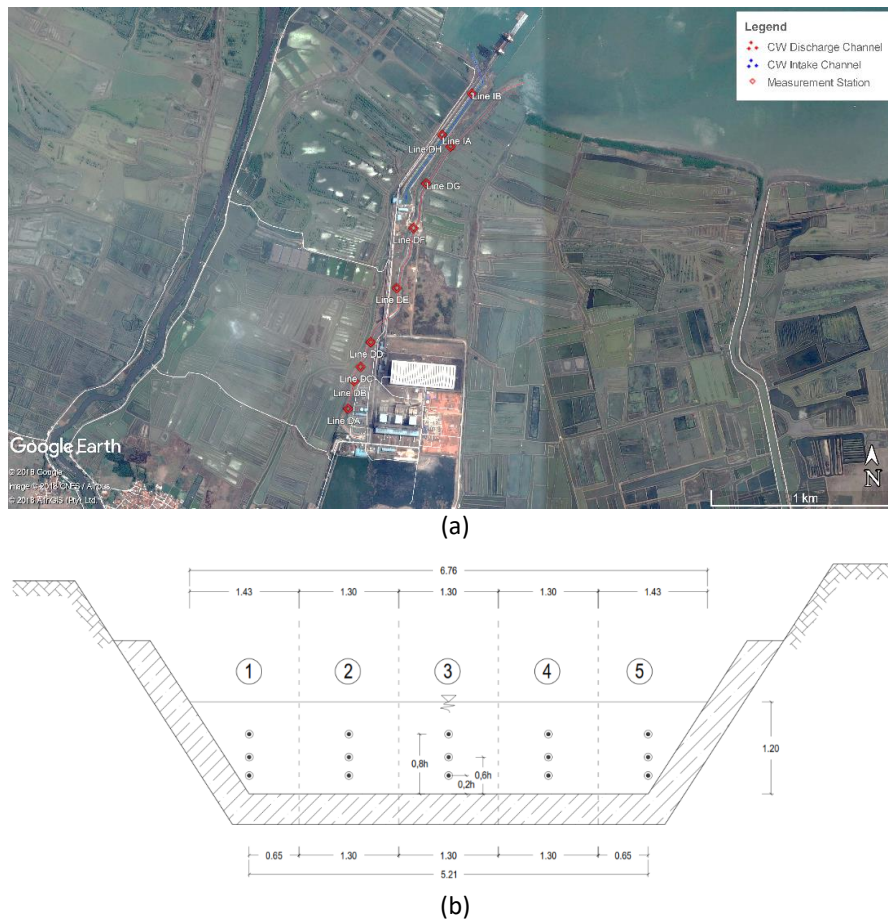 Legend
CW Discharge Channel
CW Intake Channel
Measurement Station
Line IB
Line IA
Line DH
Line DG
Line DF
Line DE
Line DD
Line DC
Line DB
Line DA
Google Earth
© 2018 Google
Image © 2018 CNES / Airbus
© 2018 AfriGIS (Pty) Ltd.
1 km
N
(a)
6.76
1.43 1.30 1.30 1.30 1.43
1 2 3 4 5
0,8h
0,6h
0,2h
1.20
0.65 1.30 1.30 1.30 0.65
5.21
(b)